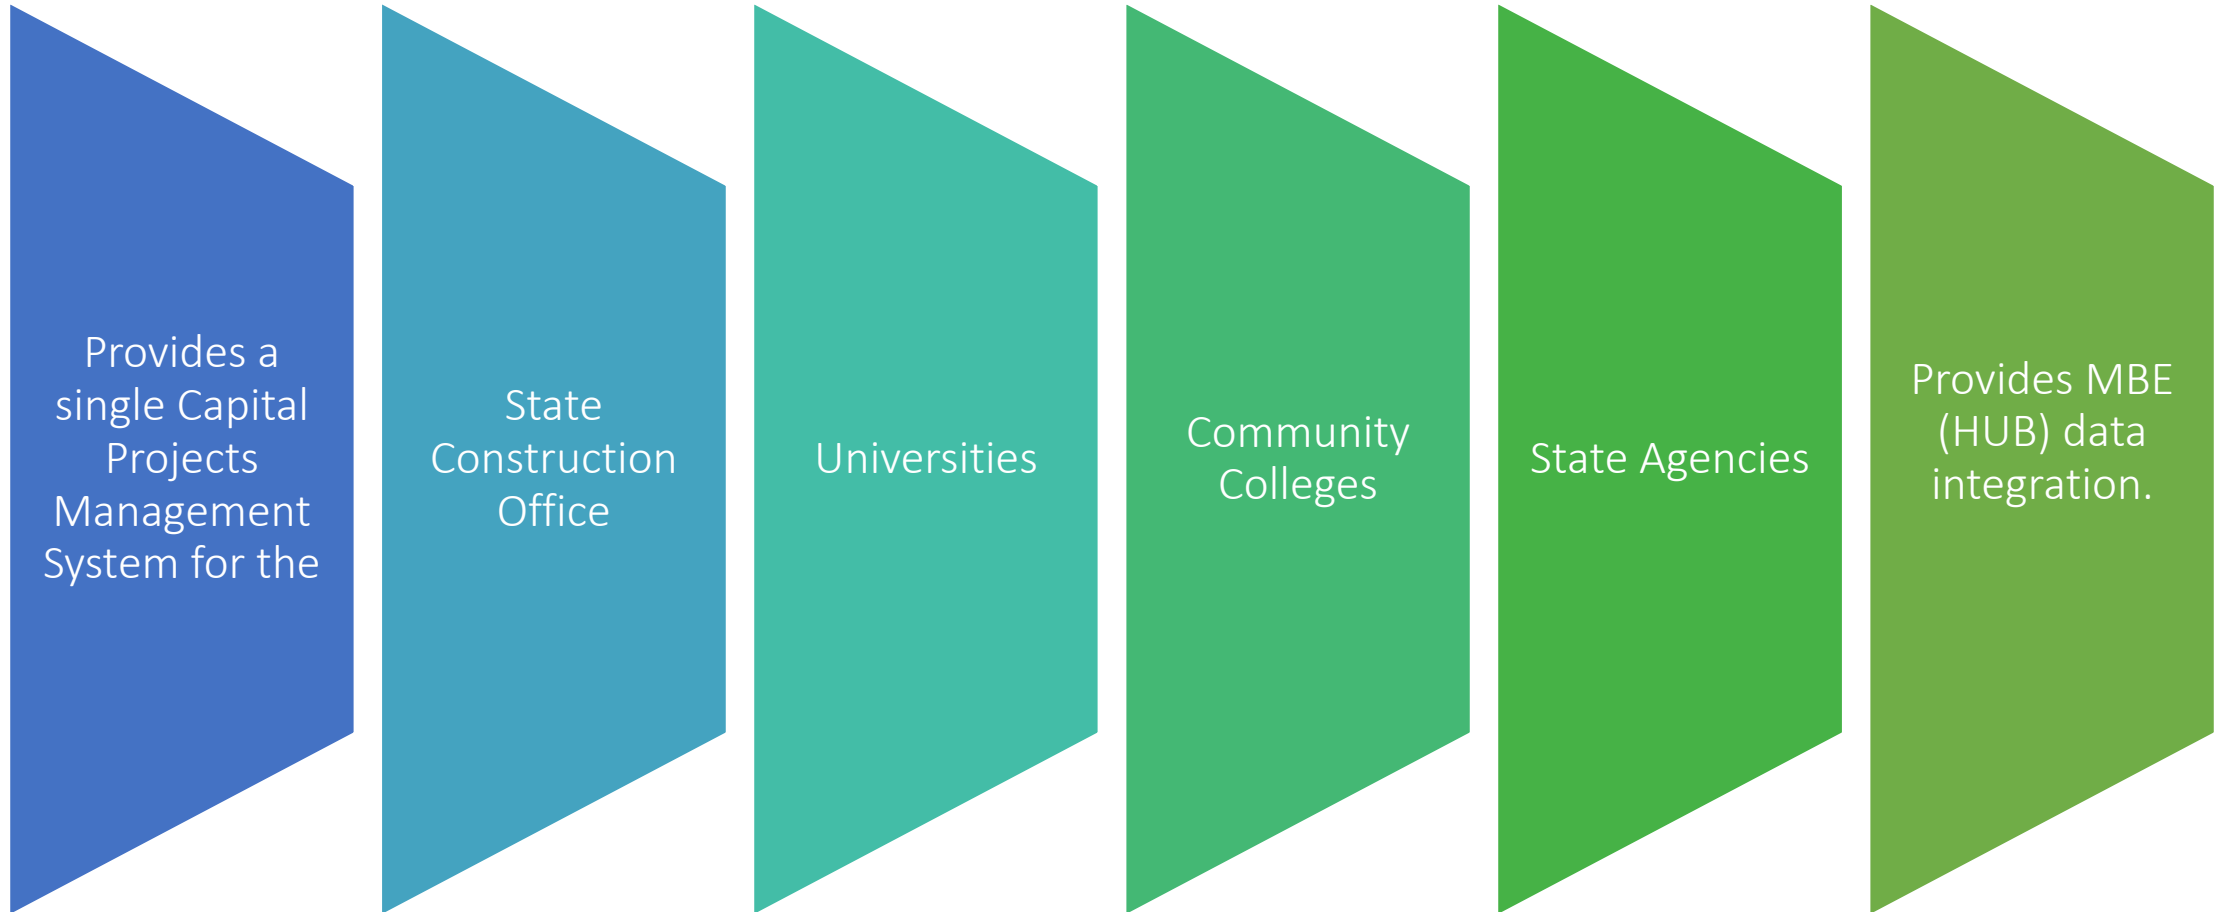 Provides a
single Capital
Projects
Management
System for the
State
Construction
Office
Universities
Community
Colleges
State Agencies
Provides MBE
(HUB) data
integration.